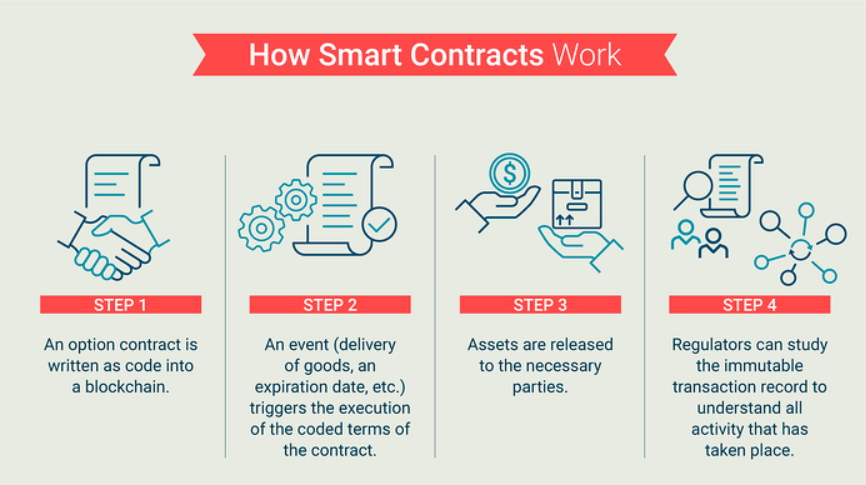 How Smart Contracts Work
$
STEP 1
An option contract is
written as code into
a blockchain.
STEP 2
An event (delivery
of goods, an
expiration date, etc.)
triggers the execution
of the coded terms of
the contract.
STEP 3
Assets are released
to the necessary
parties.
STEP 4
Regulators can study
the immutable
transaction record to
understand all
activity that has
taken place.